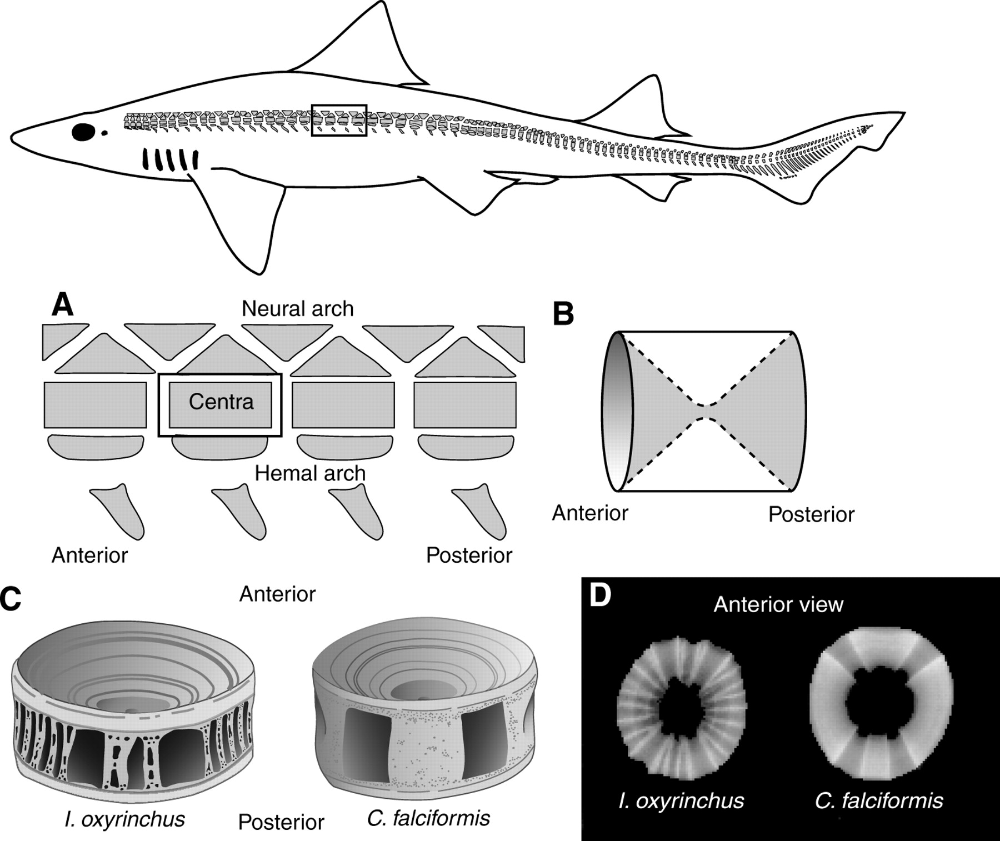 A
Neural arch
Centra
Hemal arch
Anterior
Posterior
B
Anterior
Posterior
C
Anterior
I. oxyrinchus
Posterior
C. falciformis
D
Anterior view
I. oxyrinchus
C. falciformis